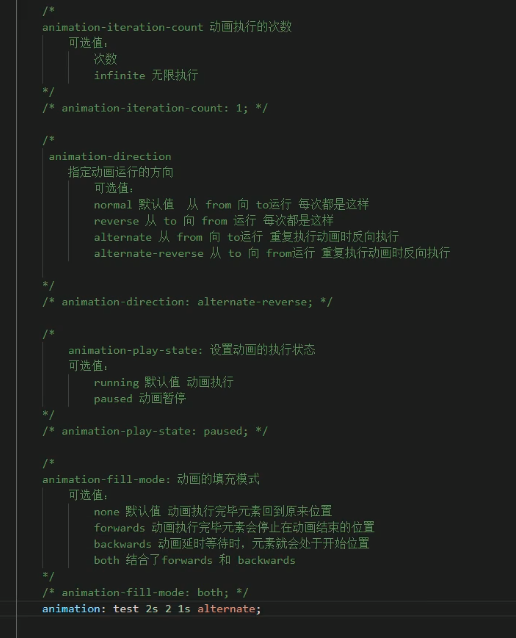 /*
animation-iteration-count 动画执行的次数
可选值:
次数
infinite 无限执行
*/
/* animation-iteration-count: 1; */
/*
animation-direction
指定动画运行的方向
可选值:
normal 默认值  从 from 向 to运行 每次都是这样
reverse 从 to 向 from 运行 每次都是这样
alternate 从 from 向 to运行 重复执行动画时反向执行
alternate-reverse 从 to 向 from运行 重复执行动画时反向执行
*/
/* animation-direction: alternate-reverse; */
/*
animation-play-state: 设置动画的执行状态
可选值:
running 默认值 动画执行
paused 动画暂停
*/
/* animation-play-state: paused; */
/*
animation-fill-mode: 动画的填充模式
可选值:
none 默认值 动画执行完毕元素回到原来位置
forwards 动画执行完毕元素会停止在动画结束的位置
backwards 动画延时等待时，元素就会处于开始位置
both 结合了forwards 和 backwards
*/
/* animation-fill-mode: both; */
animation: test 2s 2 1s alternate;